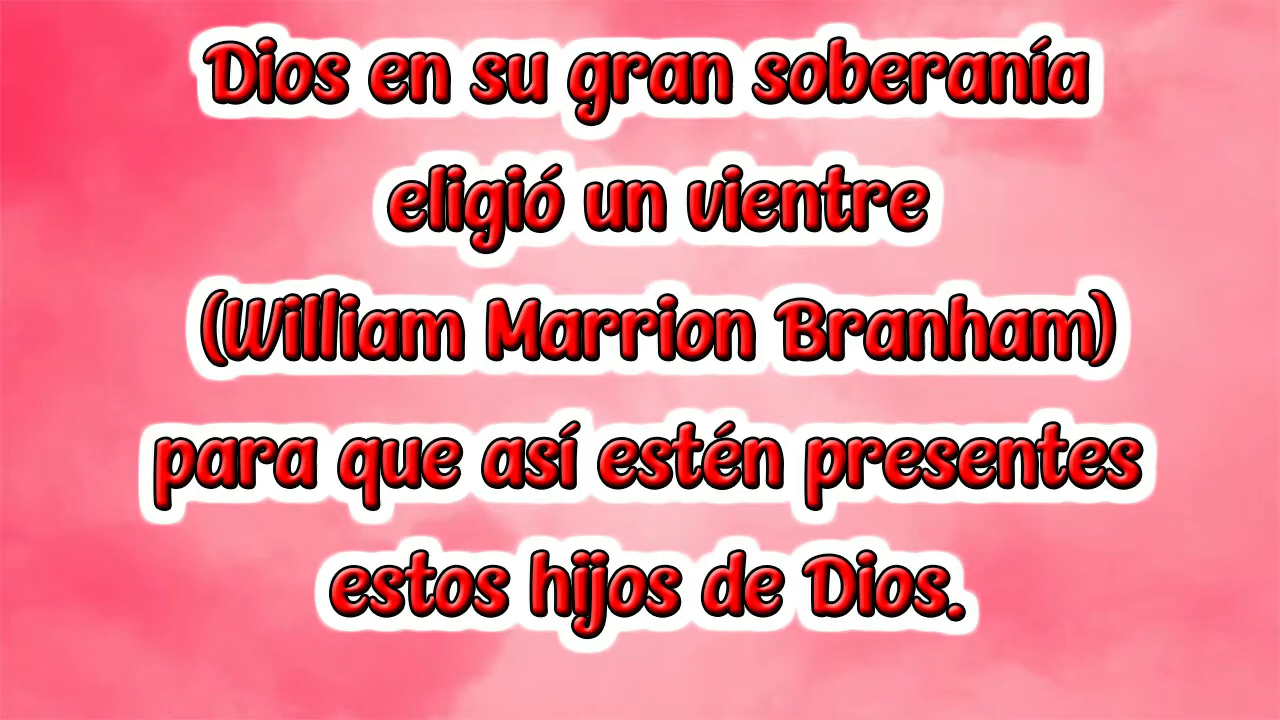 Dios en su gran soberanía
eligió un vientre
(William Marrion Branham)
para que así estén presentes
estos hijos de Dios.